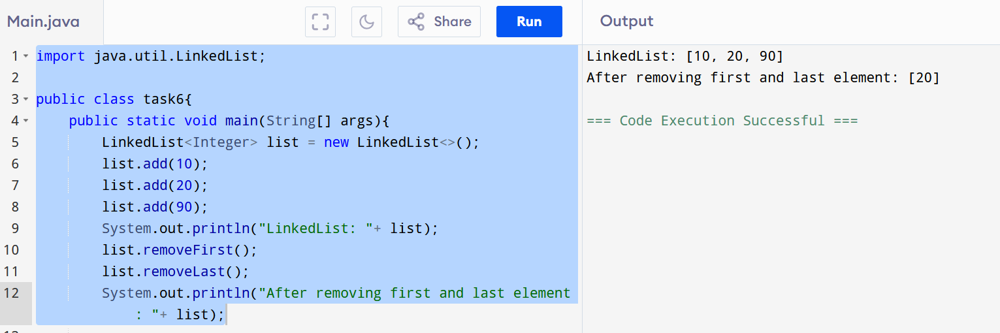 Main.java
Share
Run
Output
1 import java.util.LinkedList;
2
3 public class task6{
4 public static void main(String[] args){
5 LinkedList<Integer> list = new LinkedList<>();
6 list.add(10);
7 list.add(20);
8 list.add(90);
9 System.out.println("LinkedList: "+ list);
10 list.removeFirst();
11 list.removeLast();
12 System.out.println("After removing first and last element
: "+ list);
LinkedList: [10, 20, 90]
After removing first and last element: [20]
=== Code Execution Successful ===